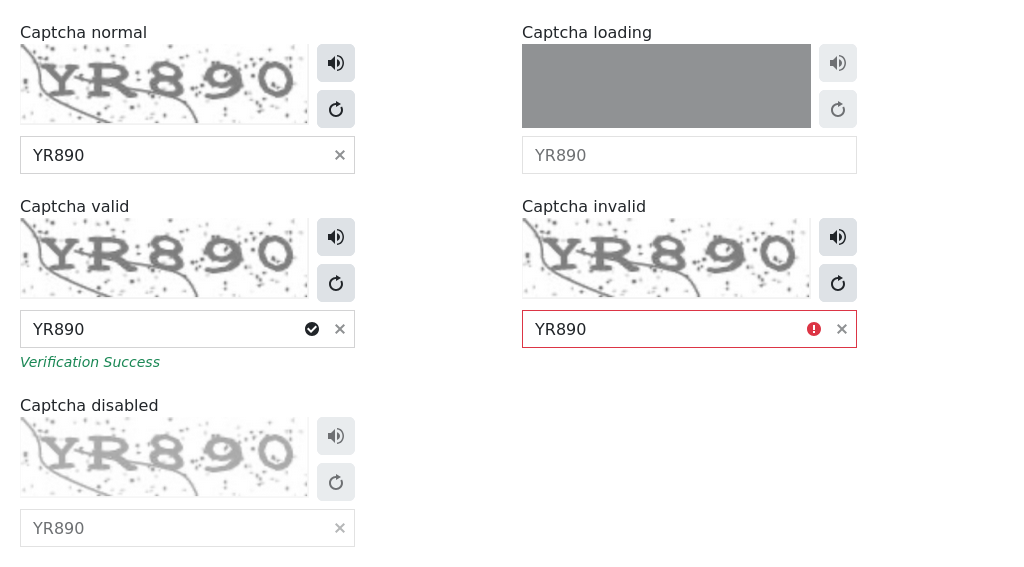 Captcha normal
YR890
YR890
Captcha loading
YR890
Captcha valid
YR890
YR890
Verification Success
Captcha invalid
YR890
YR890
Captcha disabled
YR890
YR890